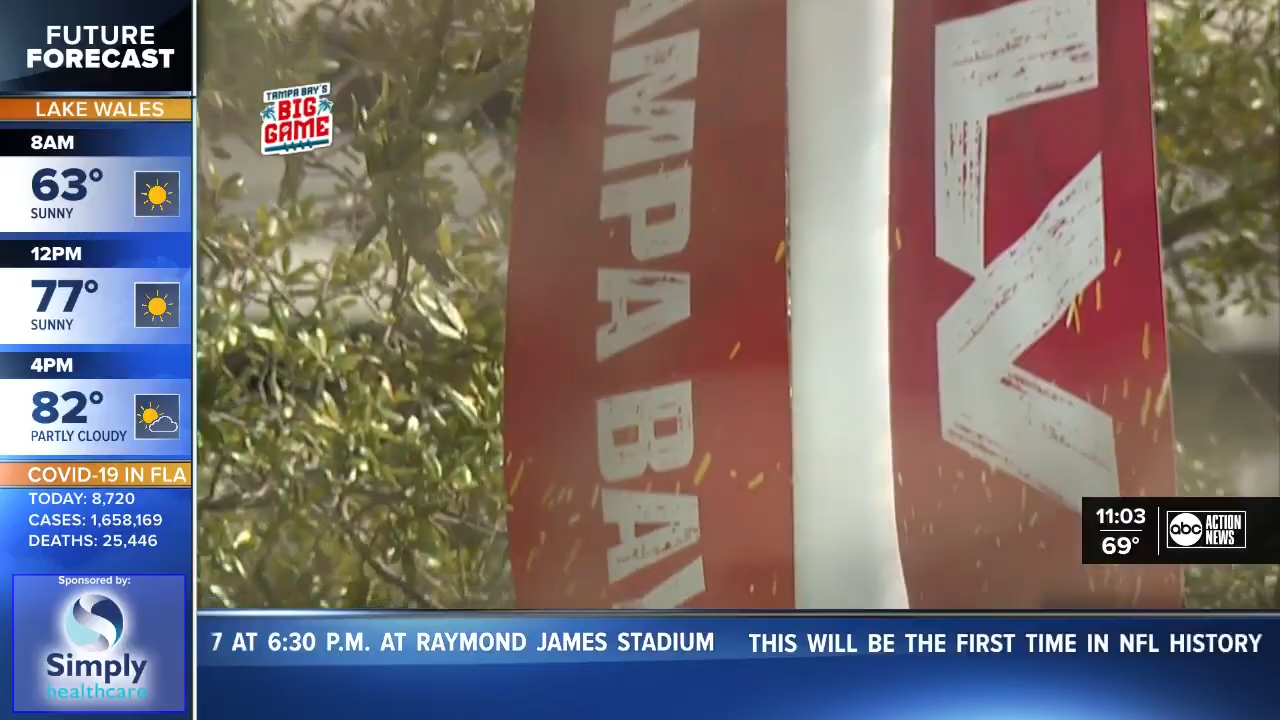 FUTURE
FORECAST
LAKE WALES
8AM
63°
SUNNY
12PM
77°
SUNNY
4PM
82°
PARTLY CLOUDY
COVID-19 IN FLA
TODAY: 8,720
CASES: 1,658,169
DEATHS: 25,446
Sponsored by:
Simply
healthcare
TAMPA BAY'S
BIG
GAME
AMPA BAY
LV
11:03
69°
abc
ACTION
NEWS
7 AT 6:30 P.M. AT RAYMOND JAMES STADIUM THIS WILL BE THE FIRST TIME IN NFL HISTORY